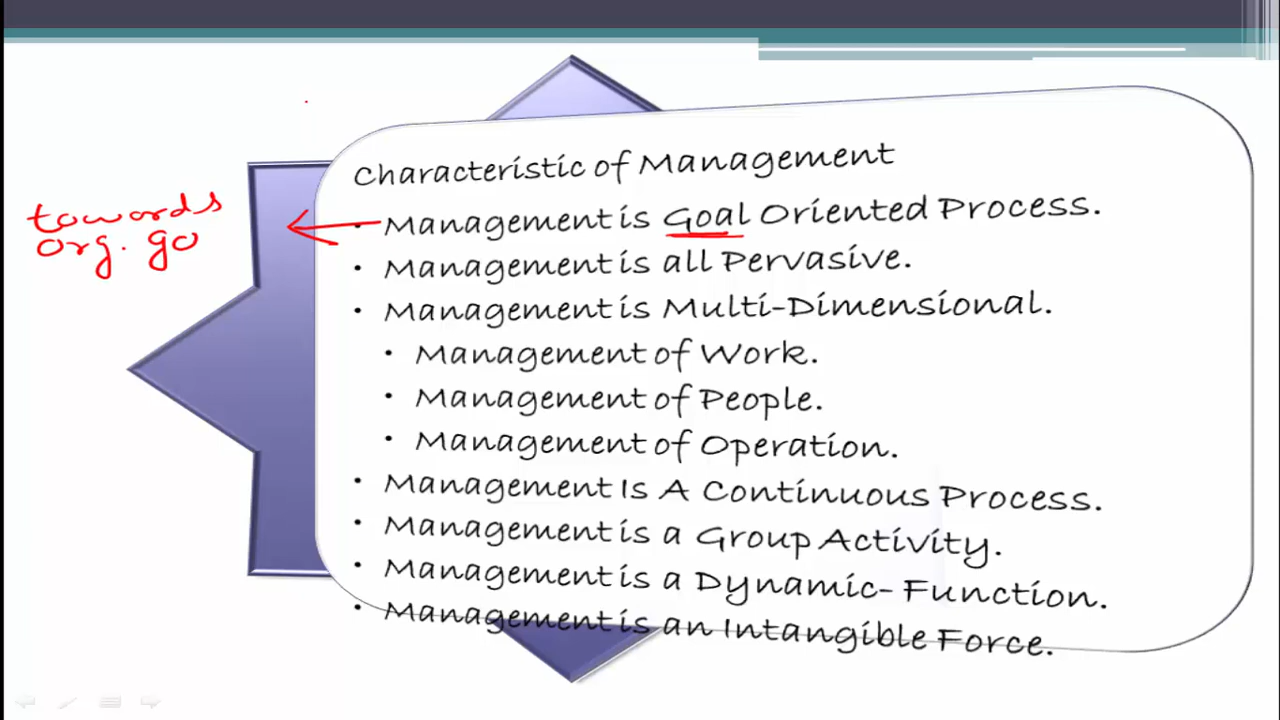 Characteristic of Management
• Management is Goal Oriented Process.
towards
org. go
• Management is all Pervasive.
• Management is Multi-Dimensional.
• Management of Work.
• Management of People.
• Management of Operation.
• Management Is A Continuous Process.
• Management is a Group Activity.
• Management is a Dynamic- Function.
• Management is an Intangible Force.